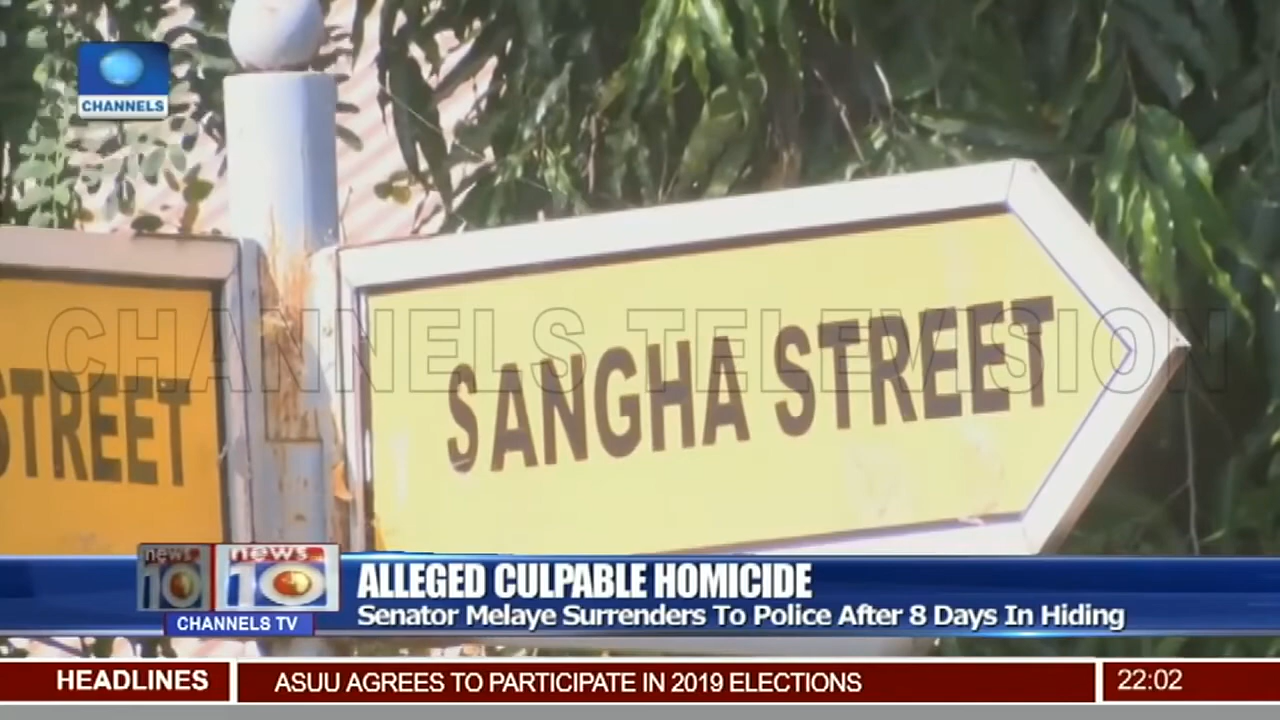 CHANNELS
CHANNELS TELEVISION
STREET
SANGHA STREET
news
10
news
10
CHANNELS TV
ALLEGED CULPABLE HOMICIDE
Senator Melaye Surrenders To Police After 8 Days In Hiding
HEADLINES
ASUU AGREES TO PARTICIPATE IN 2019 ELECTIONS
22:02